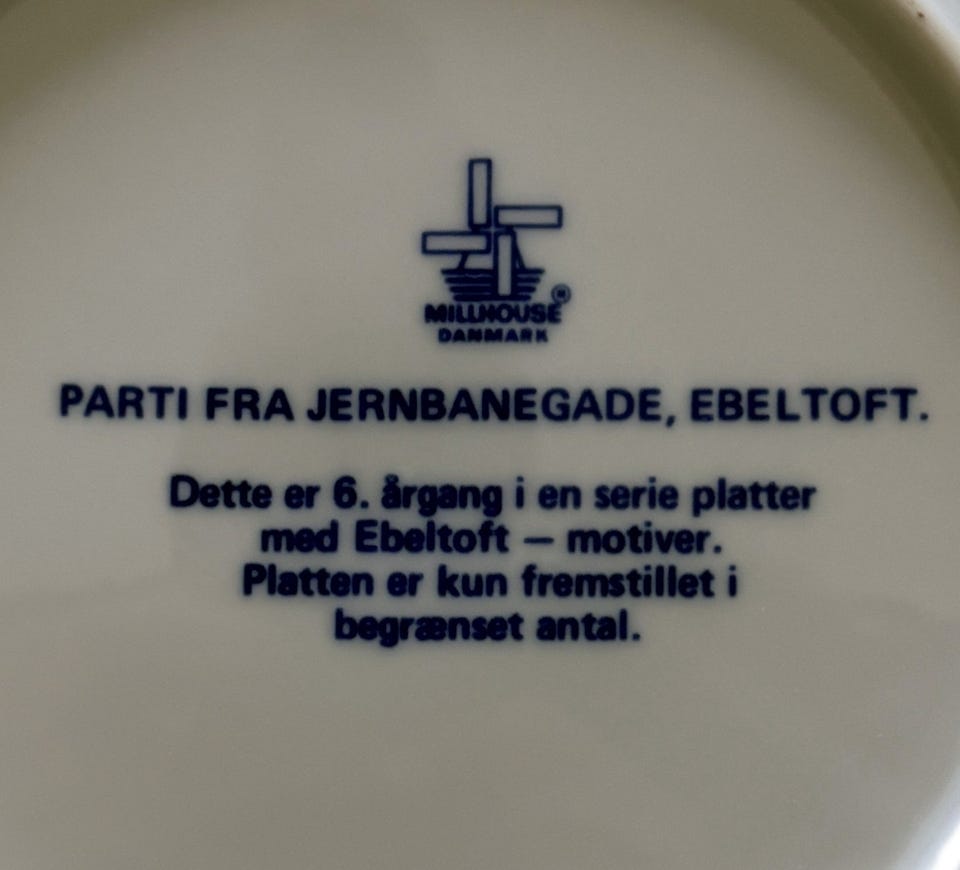 MILLHOUSE ®
DANMARK
PARTI FRA JERNBANEGADE, EBELTOFT.
Dette er 6. årgang i en serie platter
med Ebeltoft – motiver.
Platten er kun fremstillet i
begrænset antal.